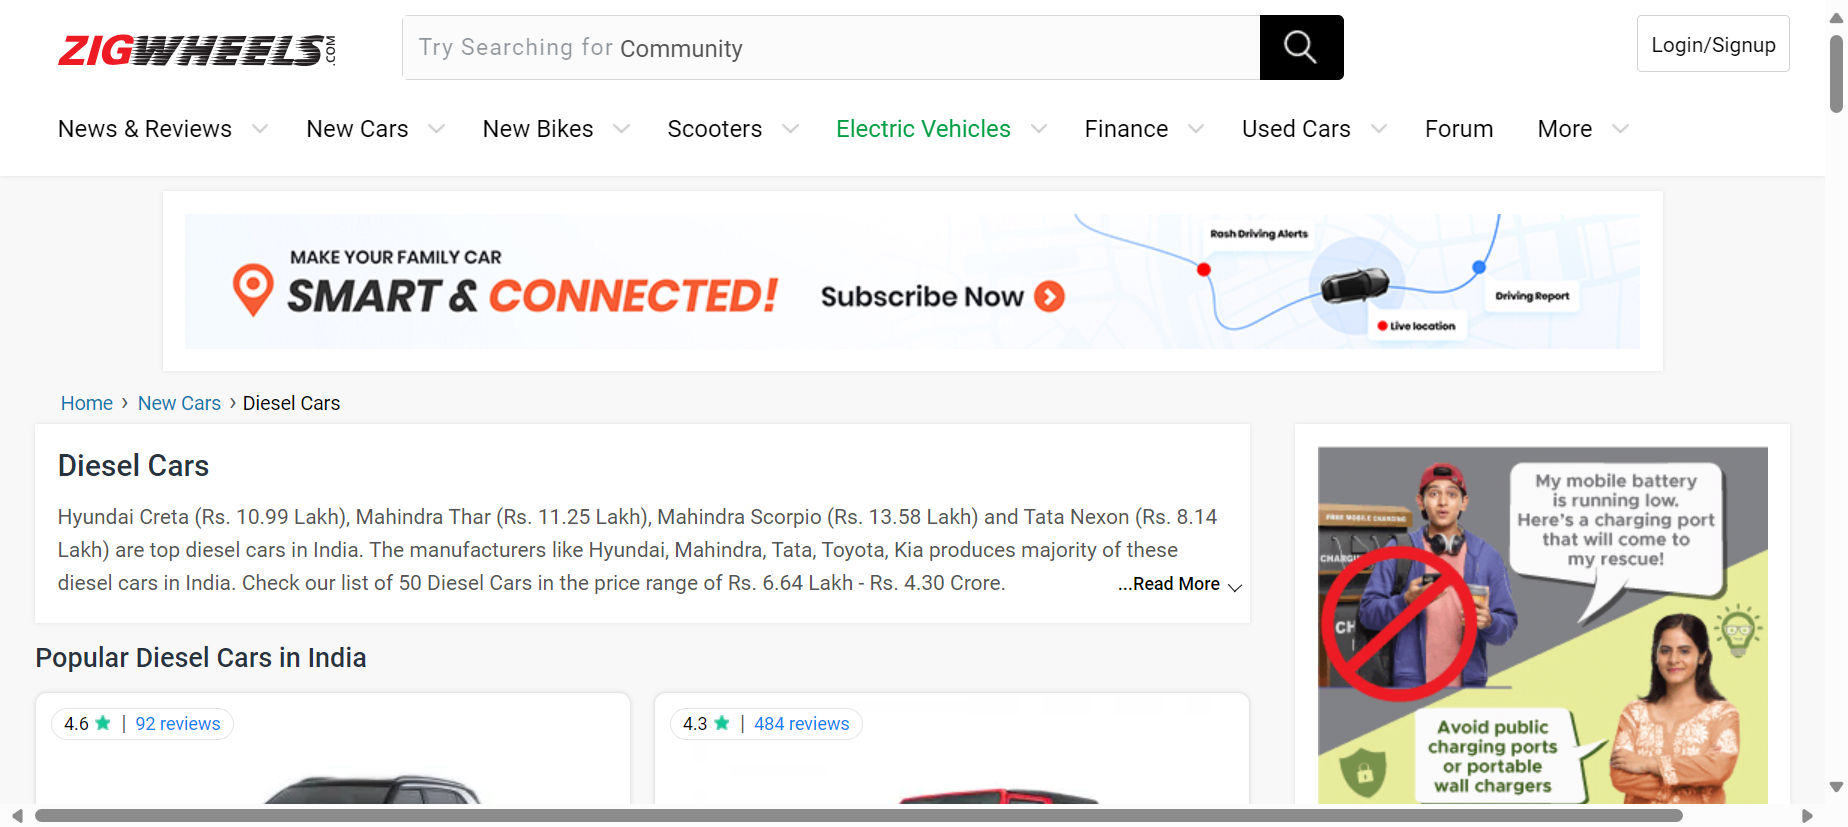 ZIGWHEELS.COM
Try Searching for Community
Login/Signup
News & Reviews New Cars New Bikes Scooters Electric Vehicles Finance Used Cars Forum More
MAKE YOUR FAMILY CAR
SMART & CONNECTED!
Subscribe Now
Rash Driving Alerts
Driving Report
Live location
Home › New Cars › Diesel Cars
Diesel Cars
Hyundai Creta (Rs. 10.99 Lakh), Mahindra Thar (Rs. 11.25 Lakh), Mahindra Scorpio (Rs. 13.58 Lakh) and Tata Nexon (Rs. 8.14
Lakh) are top diesel cars in India. The manufacturers like Hyundai, Mahindra, Tata, Toyota, Kia produces majority of these
diesel cars in India. Check our list of 50 Diesel Cars in the price range of Rs. 6.64 Lakh - Rs. 4.30 Crore.
...Read More
Popular Diesel Cars in India
4.6 | 92 reviews
4.3 | 484 reviews
My mobile battery
is running low.
Here's a charging port
that will come to
my rescue!
FREE MOBILE CHARGING
CHARGI
CH
Avoid public
charging ports
or portable
wall chargers